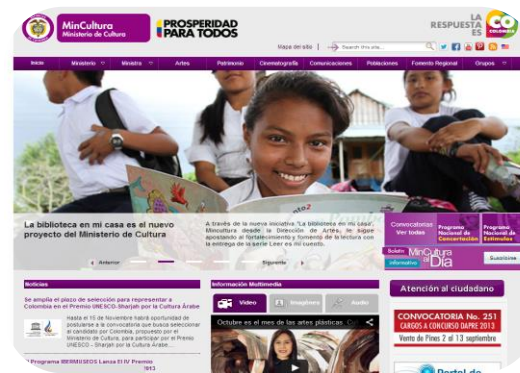 MinCultura
Ministerio de Cultura
PROSPERIDAD
PARA TODOS
LA
RESPUESTA
ES
CO
COLOMBIA
Mapa del sitio
Search this site...
Inicio
Ministerio
Ministra
Artes
Patrimonio
Cinematografía
Comunicaciones
Poblaciones
Fomento Regional
Grupos
La biblioteca en mi casa es el nuevo
proyecto del Ministerio de Cultura
A través de la nueva iniciativa 'La biblioteca en mi casa',
Mincultura desde la Dirección de Artes, le sigue
apostando al fortalecimiento y fomento de la lectura con
la entrega de la serie Leer es mi cuento.
Anterior
Siguiente
Convocatorias
Ver todas
Programa
Nacional de
Concertación
Programa
Nacional de
Estímulos
Boletín
Informativo
MinCultura
al Día
Suscribirse
Noticias
Se amplía el plazo de selección para representar a
Colombia en el Premio UNESCO-Sharjah por la Cultura Árabe
Hasta el 15 de Noviembre habrá oportunidad de
postularse a la convocatoria que busca seleccionar
al candidato por Colombia, propuesto por el
Ministerio de Cultura, para participar por el Premio
UNESCO - Sharjah por la Cultura Árabe...
Programa IBERMUSEOS Lanza El IV Premio
2013
Información Multimedia
Video
Imágenes
Audio
Octubre es el mes de las artes plásticas
Atención al ciudadano
CONVOCATORIA No. 251
CARGOS A CONCURSO DAPRE 2013
Venta de Pines 2 al 13 septiembre
Portal de